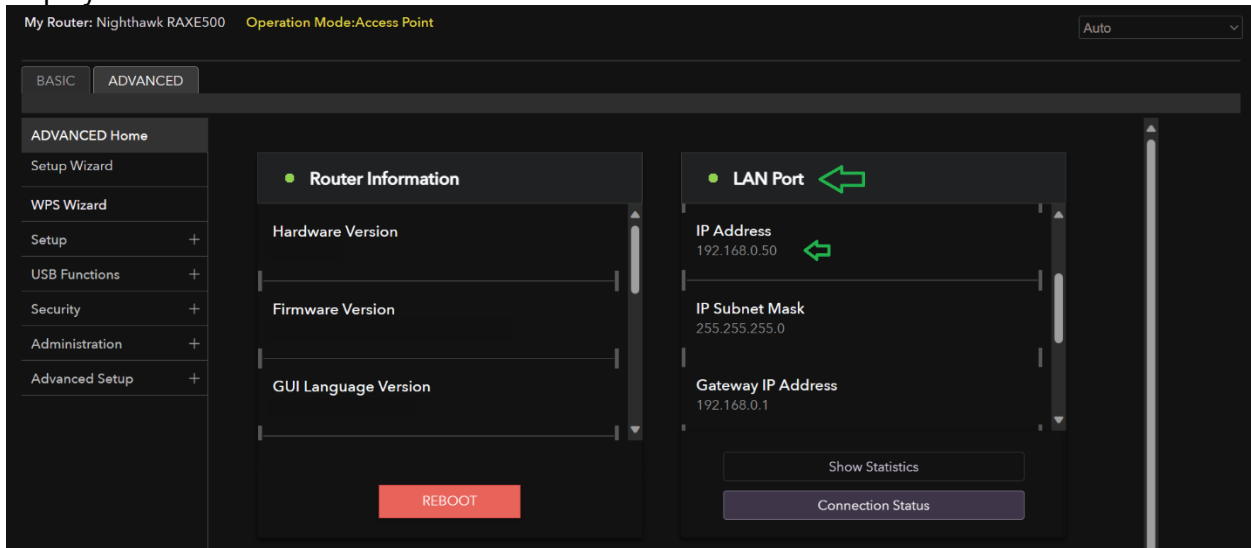 My Router: Nighthawk RAXE500 Operation Mode:Access Point
Auto
BASIC ADVANCED
ADVANCED Home
Setup Wizard
WPS Wizard
Setup +
USB Functions +
Security +
Administration +
Advanced Setup +
Router Information
Hardware Version
Firmware Version
GUI Language Version
REBOOT
LAN Port
IP Address
192.168.0.50
IP Subnet Mask
255.255.255.0
Gateway IP Address
192.168.0.1
Show Statistics
Connection Status